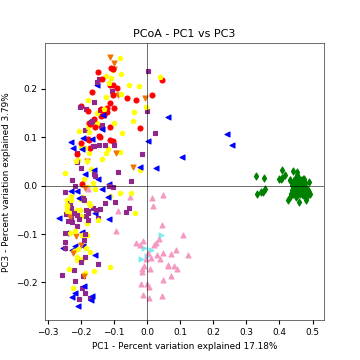 PCoA - PC1 vs PC3
PC3 - Percent variation explained 3.79%
0.2
0.1
0.0
−0.1
−0.2
−0.3 −0.2 −0.1 0.0 0.1 0.2 0.3 0.4 0.5
PC1 - Percent variation explained 17.18%